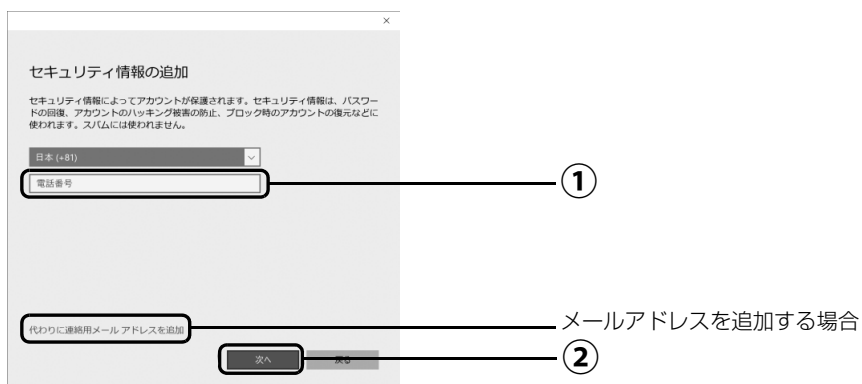 ×
セキュリティ情報の追加
セキュリティ情報によってアカウントが保護されます。セキュリティ情報は、パスワー
ドの回復、アカウントのハッキング被害の防止、ブロック時のアカウントの復元などに
使われます。スパムには使われません。
日本 (+81)
電話番号
①
代わりに連絡用メール アドレスを追加
メールアドレスを追加する場合
次へ
戻る
②